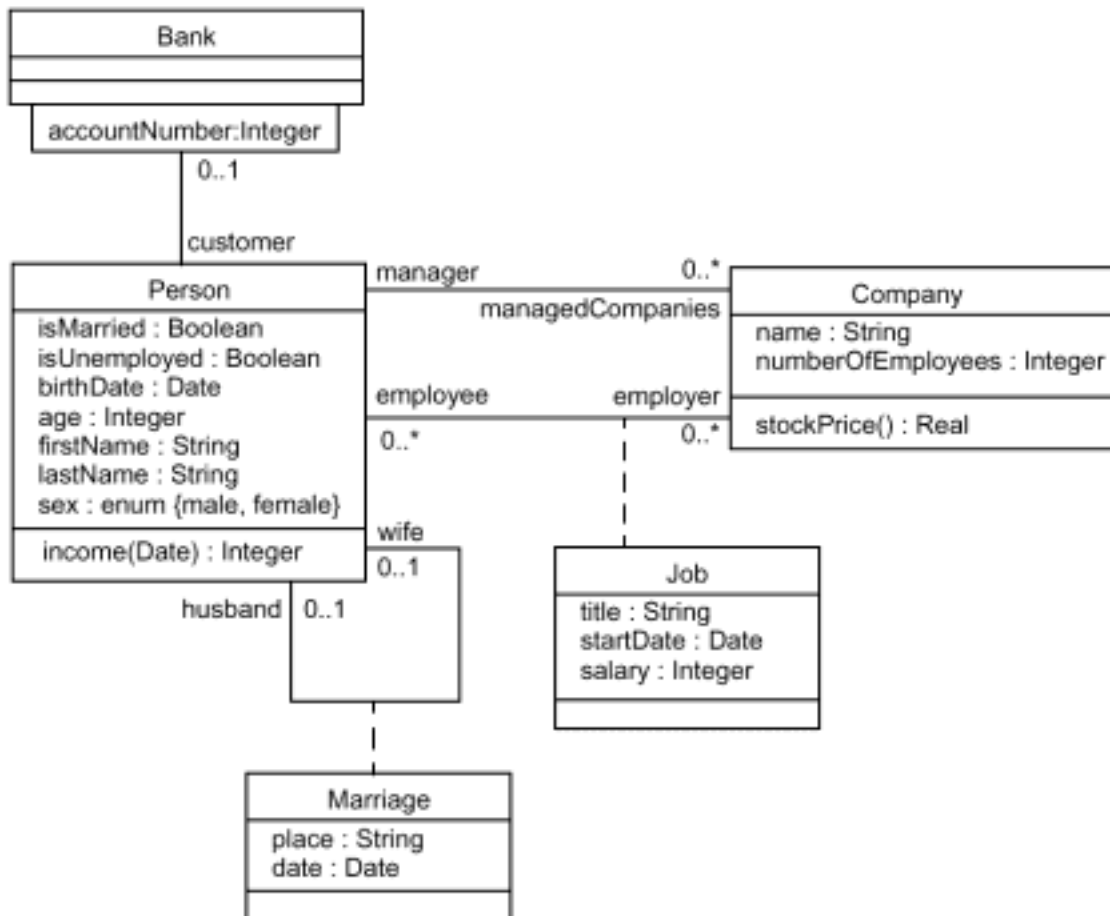 Bank
accountNumber:Integer
0..1
customer
Person
isMarried : Boolean
isUnemployed : Boolean
birthDate : Date
age : Integer
firstName : String
lastName : String
sex : enum {male, female}
income(Date) : Integer
manager
0..*
managedCompanies
employee
employer
0..*
0..*
Company
name : String
numberOfEmployees : Integer
stockPrice() : Real
wife
0..1
husband
0..1
Job
title : String
startDate : Date
salary : Integer
Marriage
place : String
date : Date